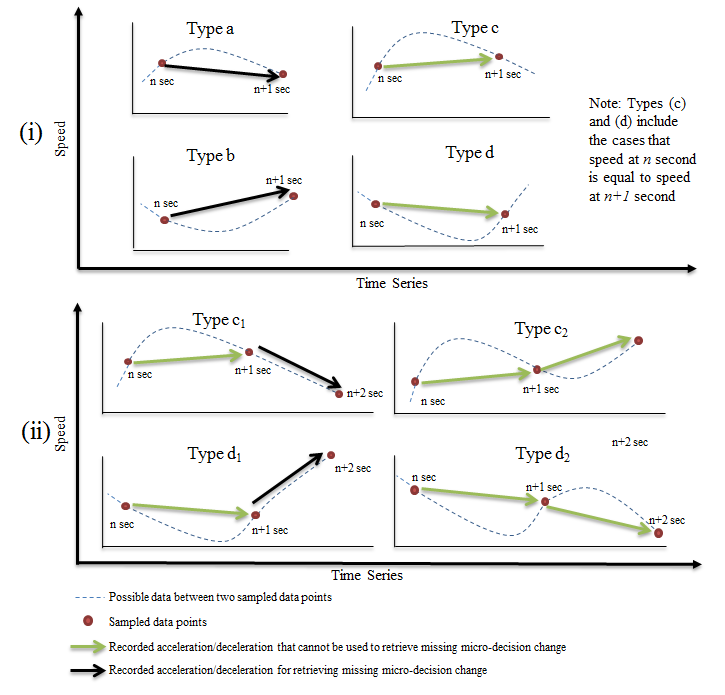 Type a
n sec
n+1 sec
Type c
n sec
n+1 sec
(i)
Speed
Type b
n sec
n+1 sec
Type d
n sec
n+1 sec
Note: Types (c)
and (d) include
the cases that
speed at n second
is equal to speed
at n+1 second
Time Series
Type c1
n sec
n+1 sec
n+2 sec
Type c2
n sec
n+1 sec
n+2 sec
(ii)
Speed
Type d1
n sec
n+1 sec
n+2 sec
Type d2
n sec
n+1 sec
n+2 sec
Time Series
Possible data between two sampled data points
Sampled data points
Recorded acceleration/deceleration that cannot be used to retrieve missing micro-decision change
Recorded acceleration/deceleration for retrieving missing micro-decision change